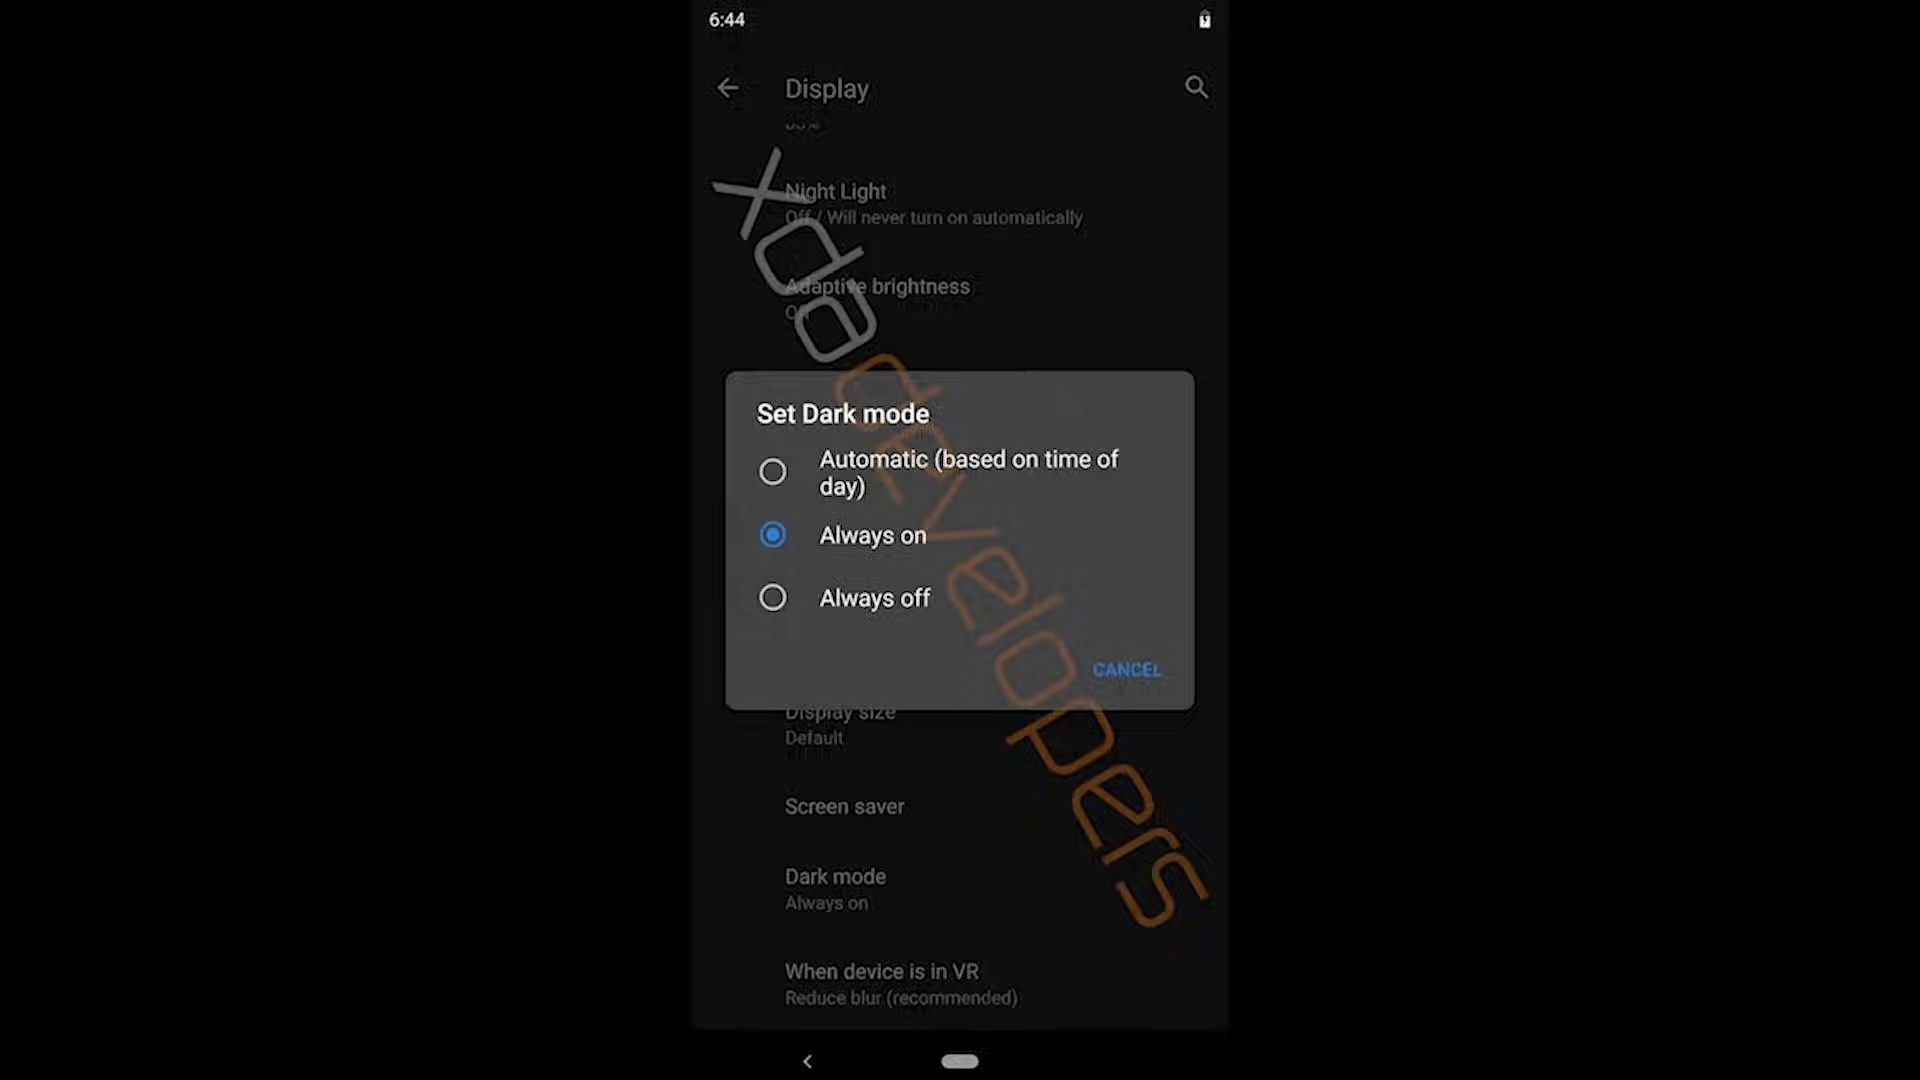 6:44
Display
Night Light
Off / Will never turn on automatically
Adaptive brightness
Set Dark mode
Automatic (based on time of
day)
Always on
Always off
CANCEL
Display size
Default
Screen saver
Dark mode
Always on
When device is in VR
Reduce blur (recommended)
xdadevelopers